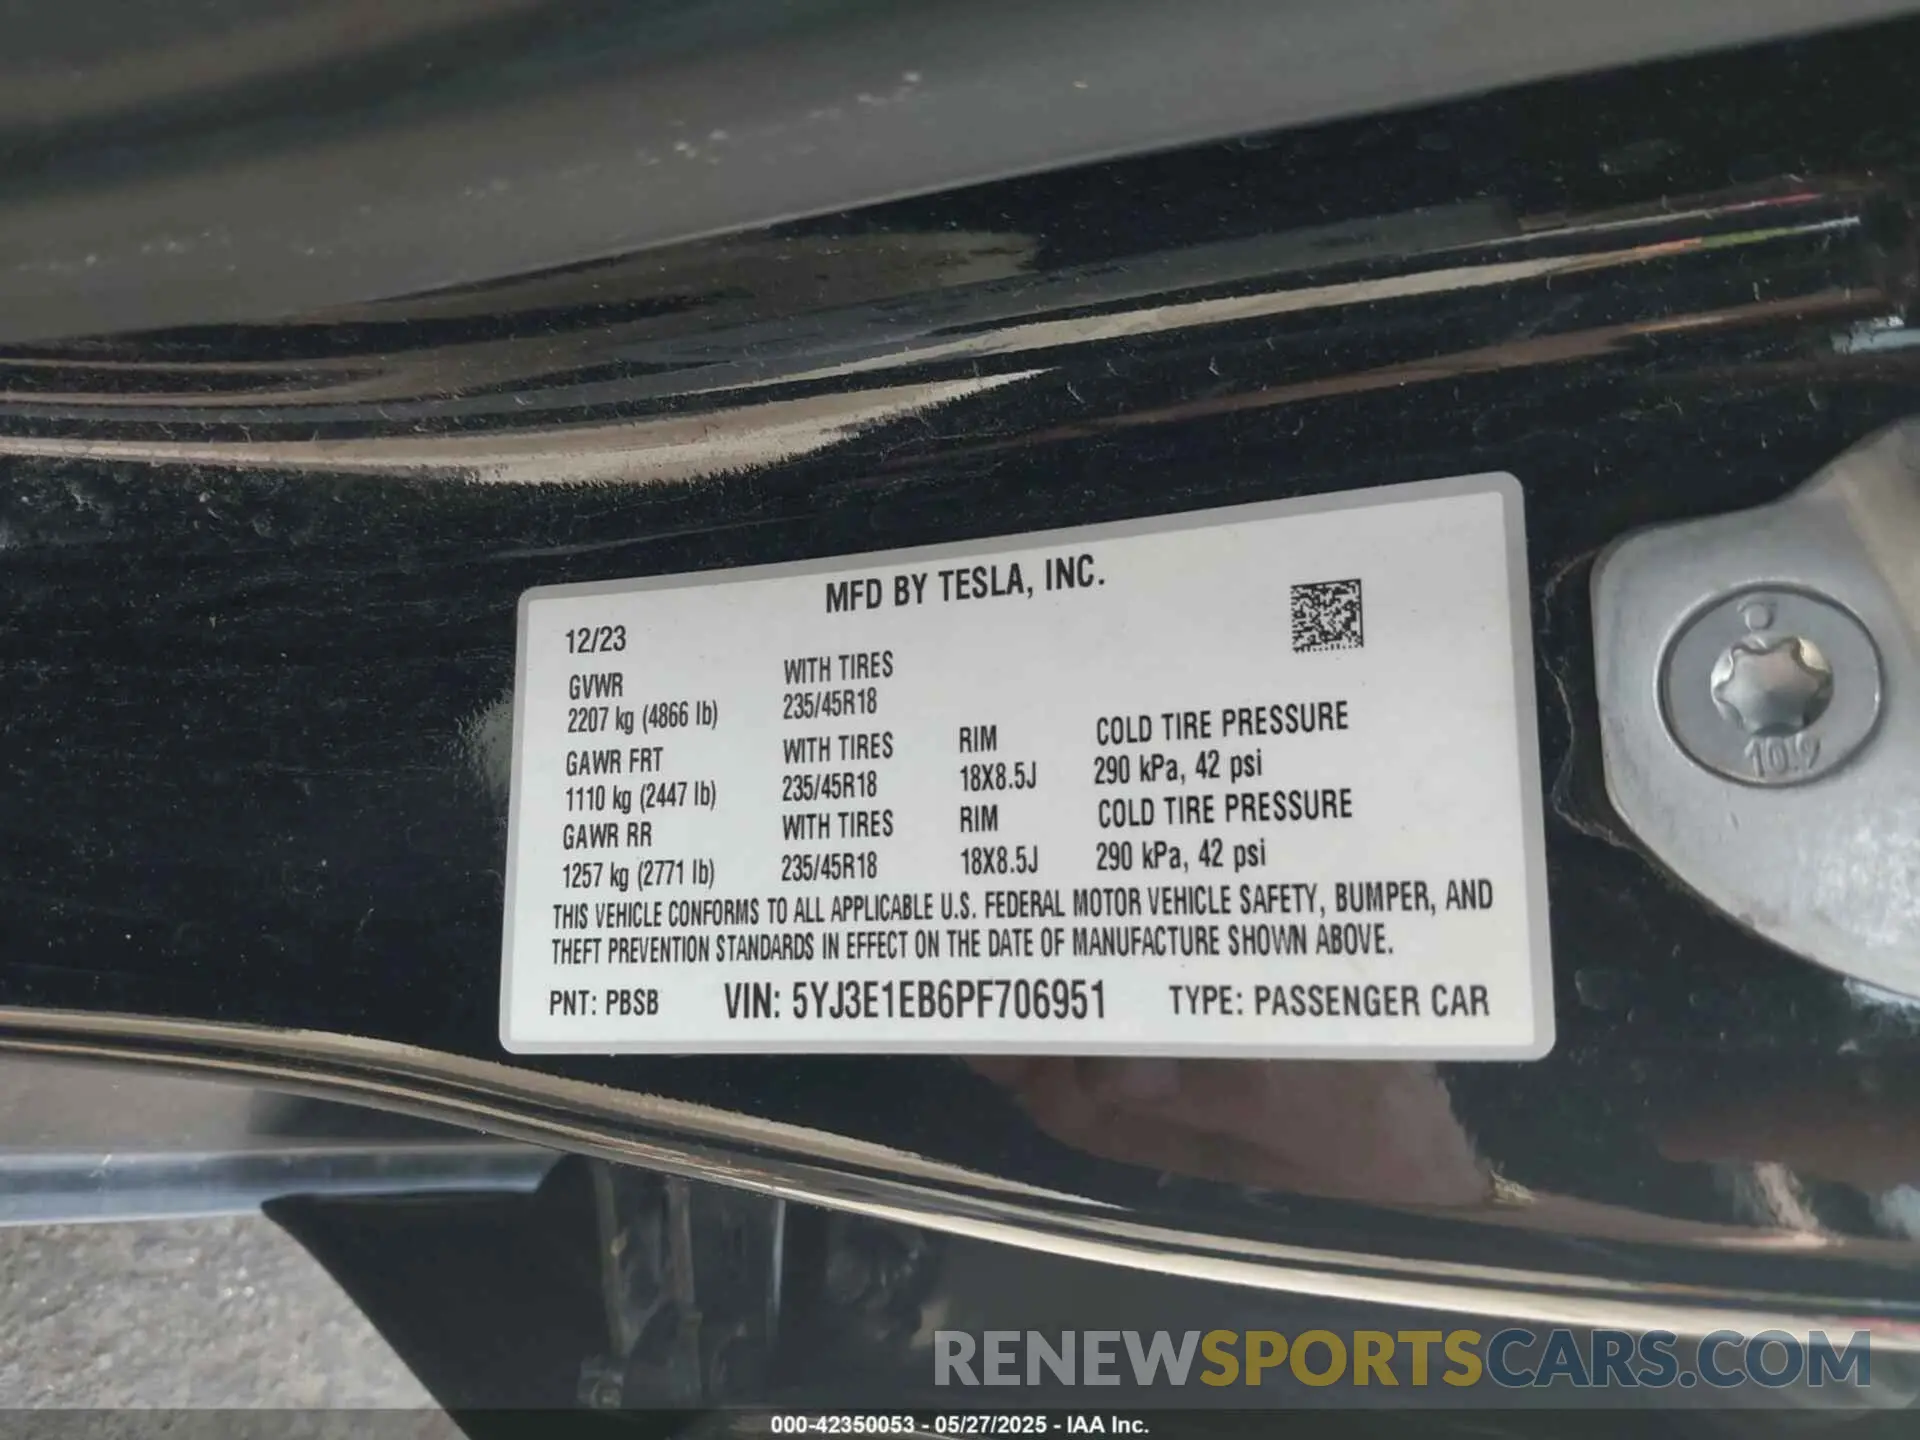 MFD BY TESLA, INC.
12/23
GVWR WITH TIRES
2207 kg (4866 lb) 235/45R18
GAWR FRT WITH TIRES RIM COLD TIRE PRESSURE
1110 kg (2447 lb) 235/45R18 18X8.5J 290 kPa, 42 psi
GAWR RR WITH TIRES RIM COLD TIRE PRESSURE
1257 kg (2771 lb) 235/45R18 18X8.5J 290 kPa, 42 psi
THIS VEHICLE CONFORMS TO ALL APPLICABLE U.S. FEDERAL MOTOR VEHICLE SAFETY, BUMPER, AND
THEFT PREVENTION STANDARDS IN EFFECT ON THE DATE OF MANUFACTURE SHOWN ABOVE.
PNT: PBSB VIN: 5YJ3E1EB6PF706951 TYPE: PASSENGER CAR
10.9
RENEWSPORTSCARS.COM
000-42350053 - 05/27/2025 - IAA Inc.